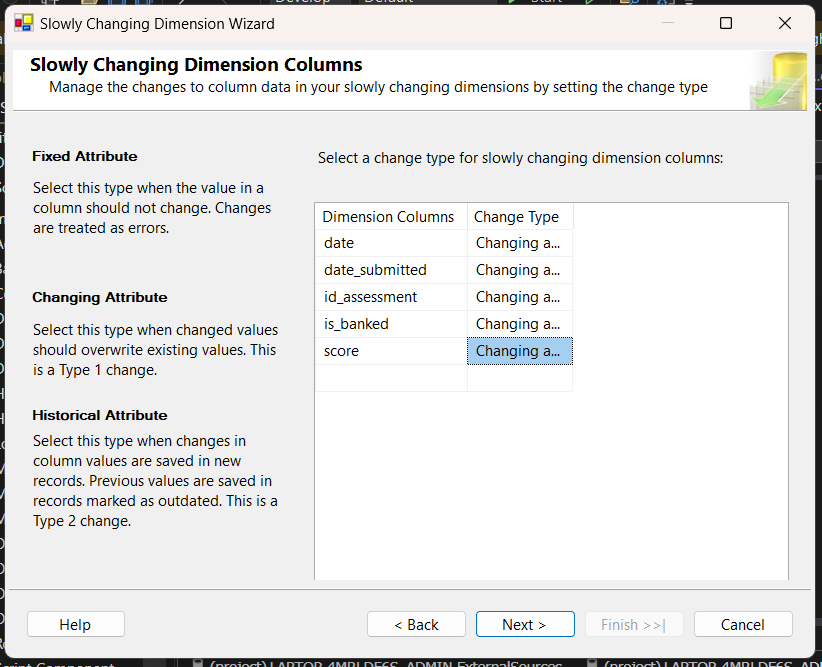 Slowly Changing Dimension Wizard
Slowly Changing Dimension Columns
Manage the changes to column data in your slowly changing dimensions by setting the change type
Fixed Attribute
Select this type when the value in a
column should not change. Changes
are treated as errors.
Changing Attribute
Select this type when changed values
should overwrite existing values. This
is a Type 1 change.
Historical Attribute
Select this type when changes in
column values are saved in new
records. Previous values are saved in
records marked as outdated. This is a
Type 2 change.
Select a change type for slowly changing dimension columns:
Dimension Columns Change Type
date Changing a...
date_submitted Changing a...
id_assessment Changing a...
is_banked Changing a...
score Changing a...
Help < Back Next > Finish >>| Cancel